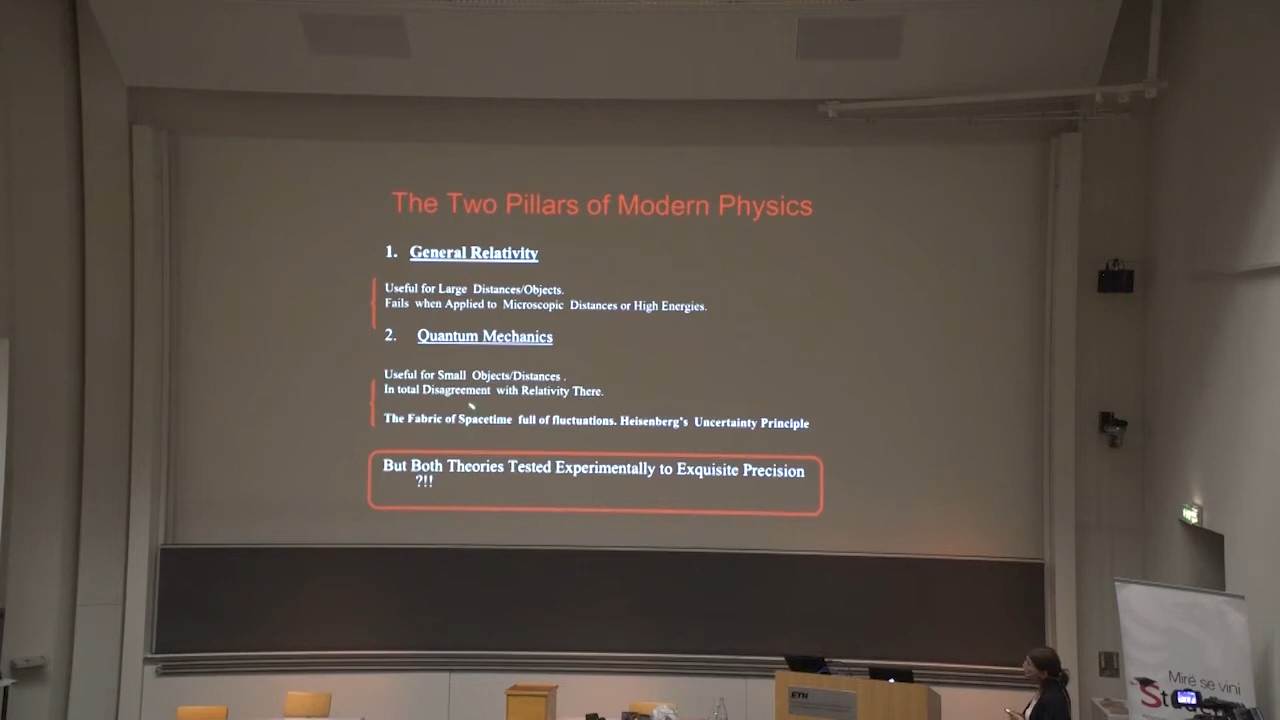 The Two Pillars of Modern Physics
1. General Relativity
Useful for Large Distances/Objects.
Fails when Applied to Microscopic Distances or High Energies.
2. Quantum Mechanics
Useful for Small Objects/Distances .
In total Disagreement with Relativity There.
The Fabric of Spacetime full of fluctuations. Heisenberg's Uncertainty Principle
But Both Theories Tested Experimentally to Exquisite Precision
?!!
ETH
Mirë se vini